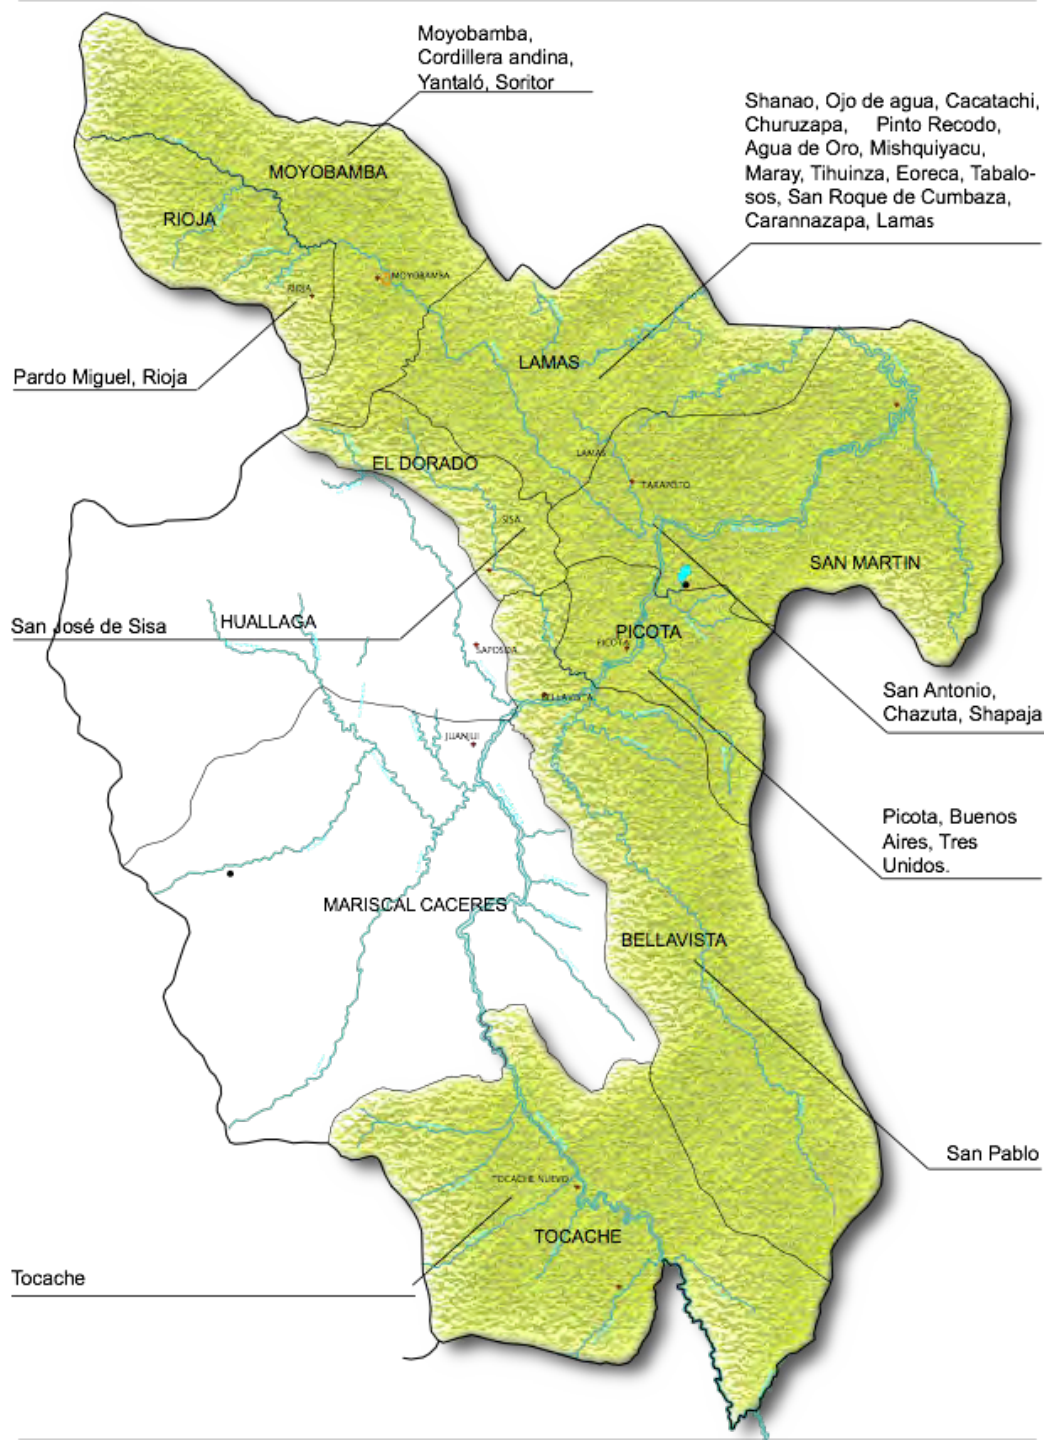 Moyobamba,
Cordillera andina,
Yantaló, Soritor
Shanao, Ojo de agua, Cacatachi,
Churuzapa, Pinto Recodo,
Agua de Oro, Mishquiyacu,
Maray, Tihuinza, Eoreca, Tabalo-
sos, San Roque de Cumbaza,
Carannazapa, Lamas
MOYOBAMBA
RIOJA
MOYOBAMBA
RIOJA
Pardo Miguel, Rioja
LAMAS
EL DORADO
LAMAS
TARAPOTO
SISA
SAN MARTIN
San José de Sisa
HUALLAGA
PICOTA
PICOTA
SAPOSOA
San Antonio,
Chazuta, Shapaja
BELLAVISTA
JUANJUI
Picota, Buenos
Aires, Tres
Unidos.
MARISCAL CACERES
BELLAVISTA
San Pablo
TOCACHE NUEVO
TOCACHE
Tocache